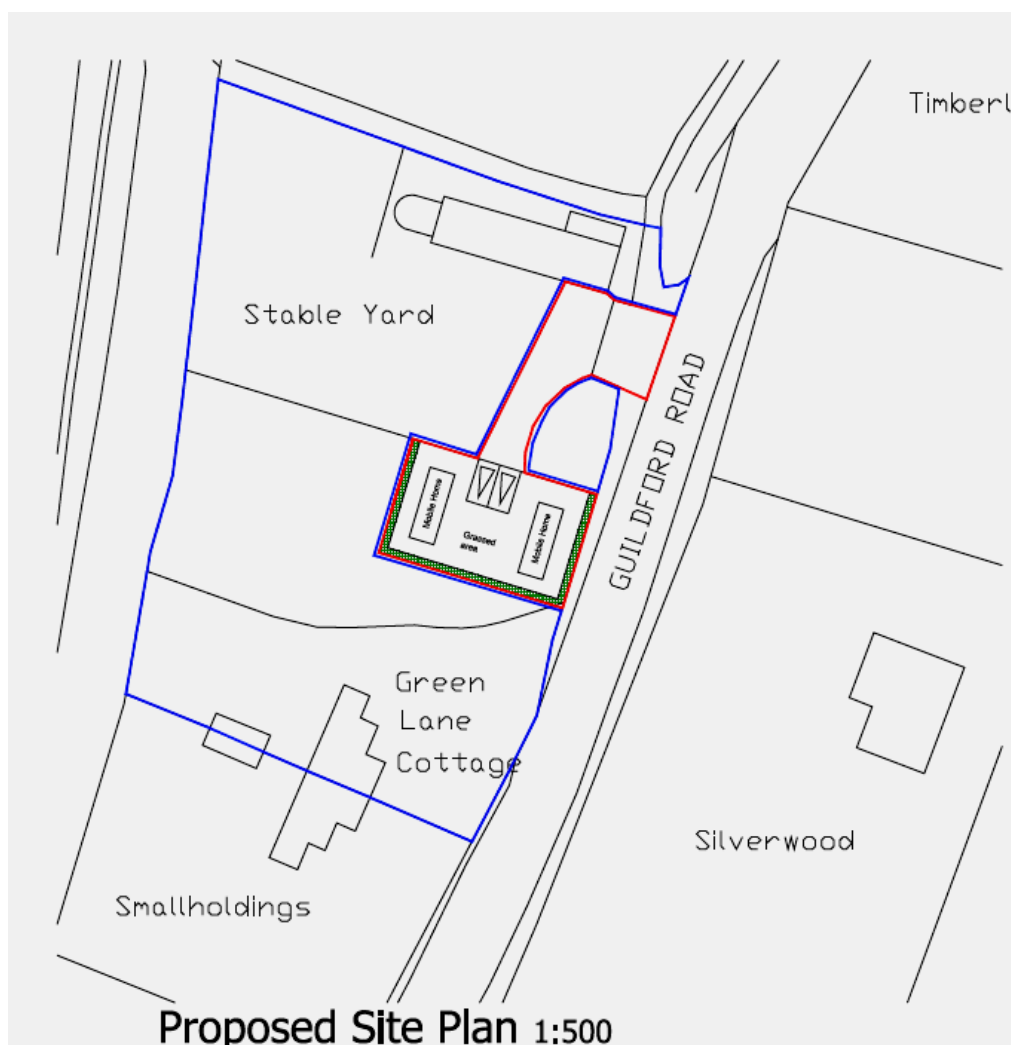 Timberl
Stable Yard
GUILDFORD ROAD
Mobile Home
Mobile Home
Grassed
area
Green
Lane
Cottage
Silverwood
Smallholdings
Proposed Site Plan 1:500